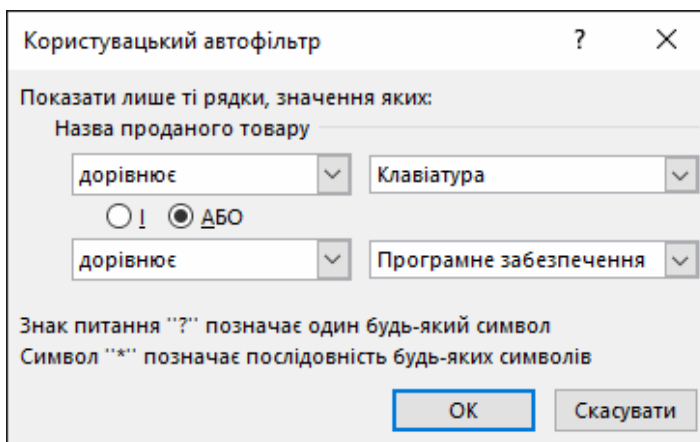 Користувацький автофільтр ?
Показати лише ті рядки, значення яких:
Назва проданого товару
дорівнює Клавіатура
І АБО
дорівнює Програмне забезпечення
Знак питання "?" позначає один будь-який символ
Символ "*" позначає послідовність будь-яких символів
ОК Скасувати